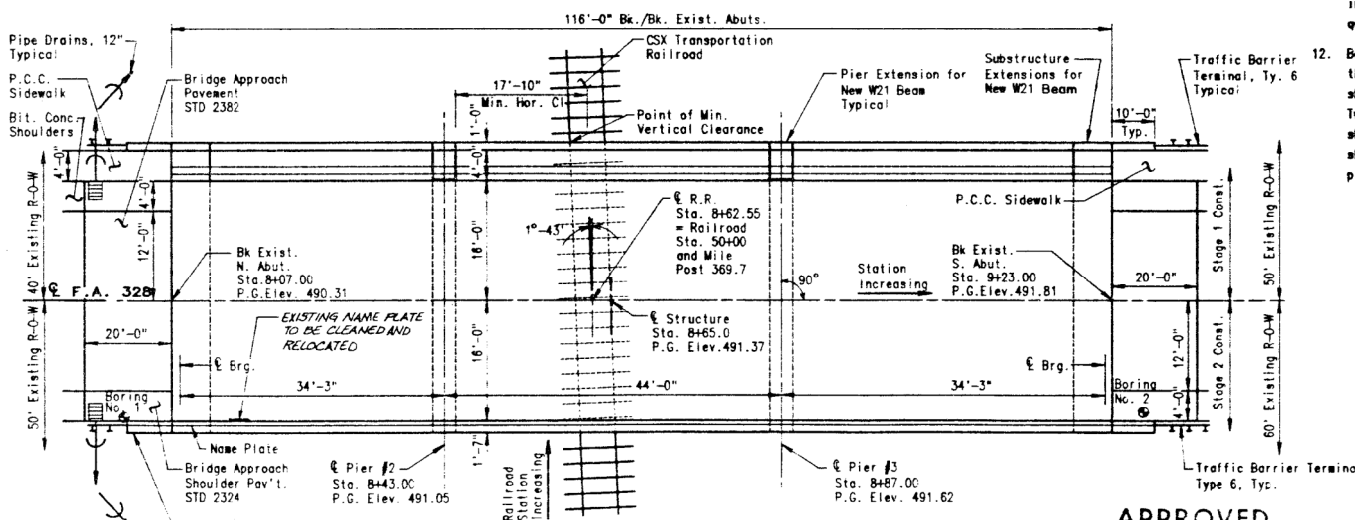 116'-0" Bk./Bk. Exist. Abuts.
Pipe Drains, 12"
Typical
P.C.C.
Sidewalk
Bit. Conc.
Shoulders
Bridge Approach
Pavement
STD 2382
17'-10"
Min. Hor. Cl.
CSX Transportation
Railroad
Point of Min.
Vertical Clearance
Pier Extension for
New W21 Beam
Typical
Substructure
Extensions for
New W21 Beam
Traffic Barrier
Terminal, Ty. 6
Typical
12.
10'-0"
Typ.
1'-0"
4'-0"
4'-0"
4'-0"
12'-0"
16'-0"
1°-43'
℄ R.R.
Sta. 8+62.55
= Railroad
Sta. 50+00
and Mile
Post 369.7
P.C.C. Sidewalk
Stage 1 Const.
50' Existing R-O-W
40' Existing R-O-W
Bk Exist.
N. Abut.
Sta.8+07.00
P.G.Elev. 490.31
90°
Station
Increasing
Bk Exist.
S. Abut.
Sta. 9+23.00
P.G.Elev.491.81
20'-0"
℄ F.A. 328
EXISTING NAME PLATE
TO BE CLEANED AND
RELOCATED
℄ Structure
Sta. 8+65.0
P.G. Elev.491.37
20'-0"
16'-0"
12'-0"
℄ Brg.
℄ Brg.
34'-3"
44'-0"
34'-3"
50' Existing R-O-W
Stage 2 Const.
60' Existing R-O-W
Boring
No. 1
Boring
No. 2
4'-0"
Name Plate
Bridge Approach
Shoulder Pav't.
STD 2324
℄ Pier #2
Sta. 8+43.00
P.G. Elev. 491.05
1'-7"
Railroad
Station
Increasing
℄ Pier #3
Sta. 8+87.00
P.G. Elev. 491.62
Traffic Barrier Terminal
Type 6, Typ.
APPROVED